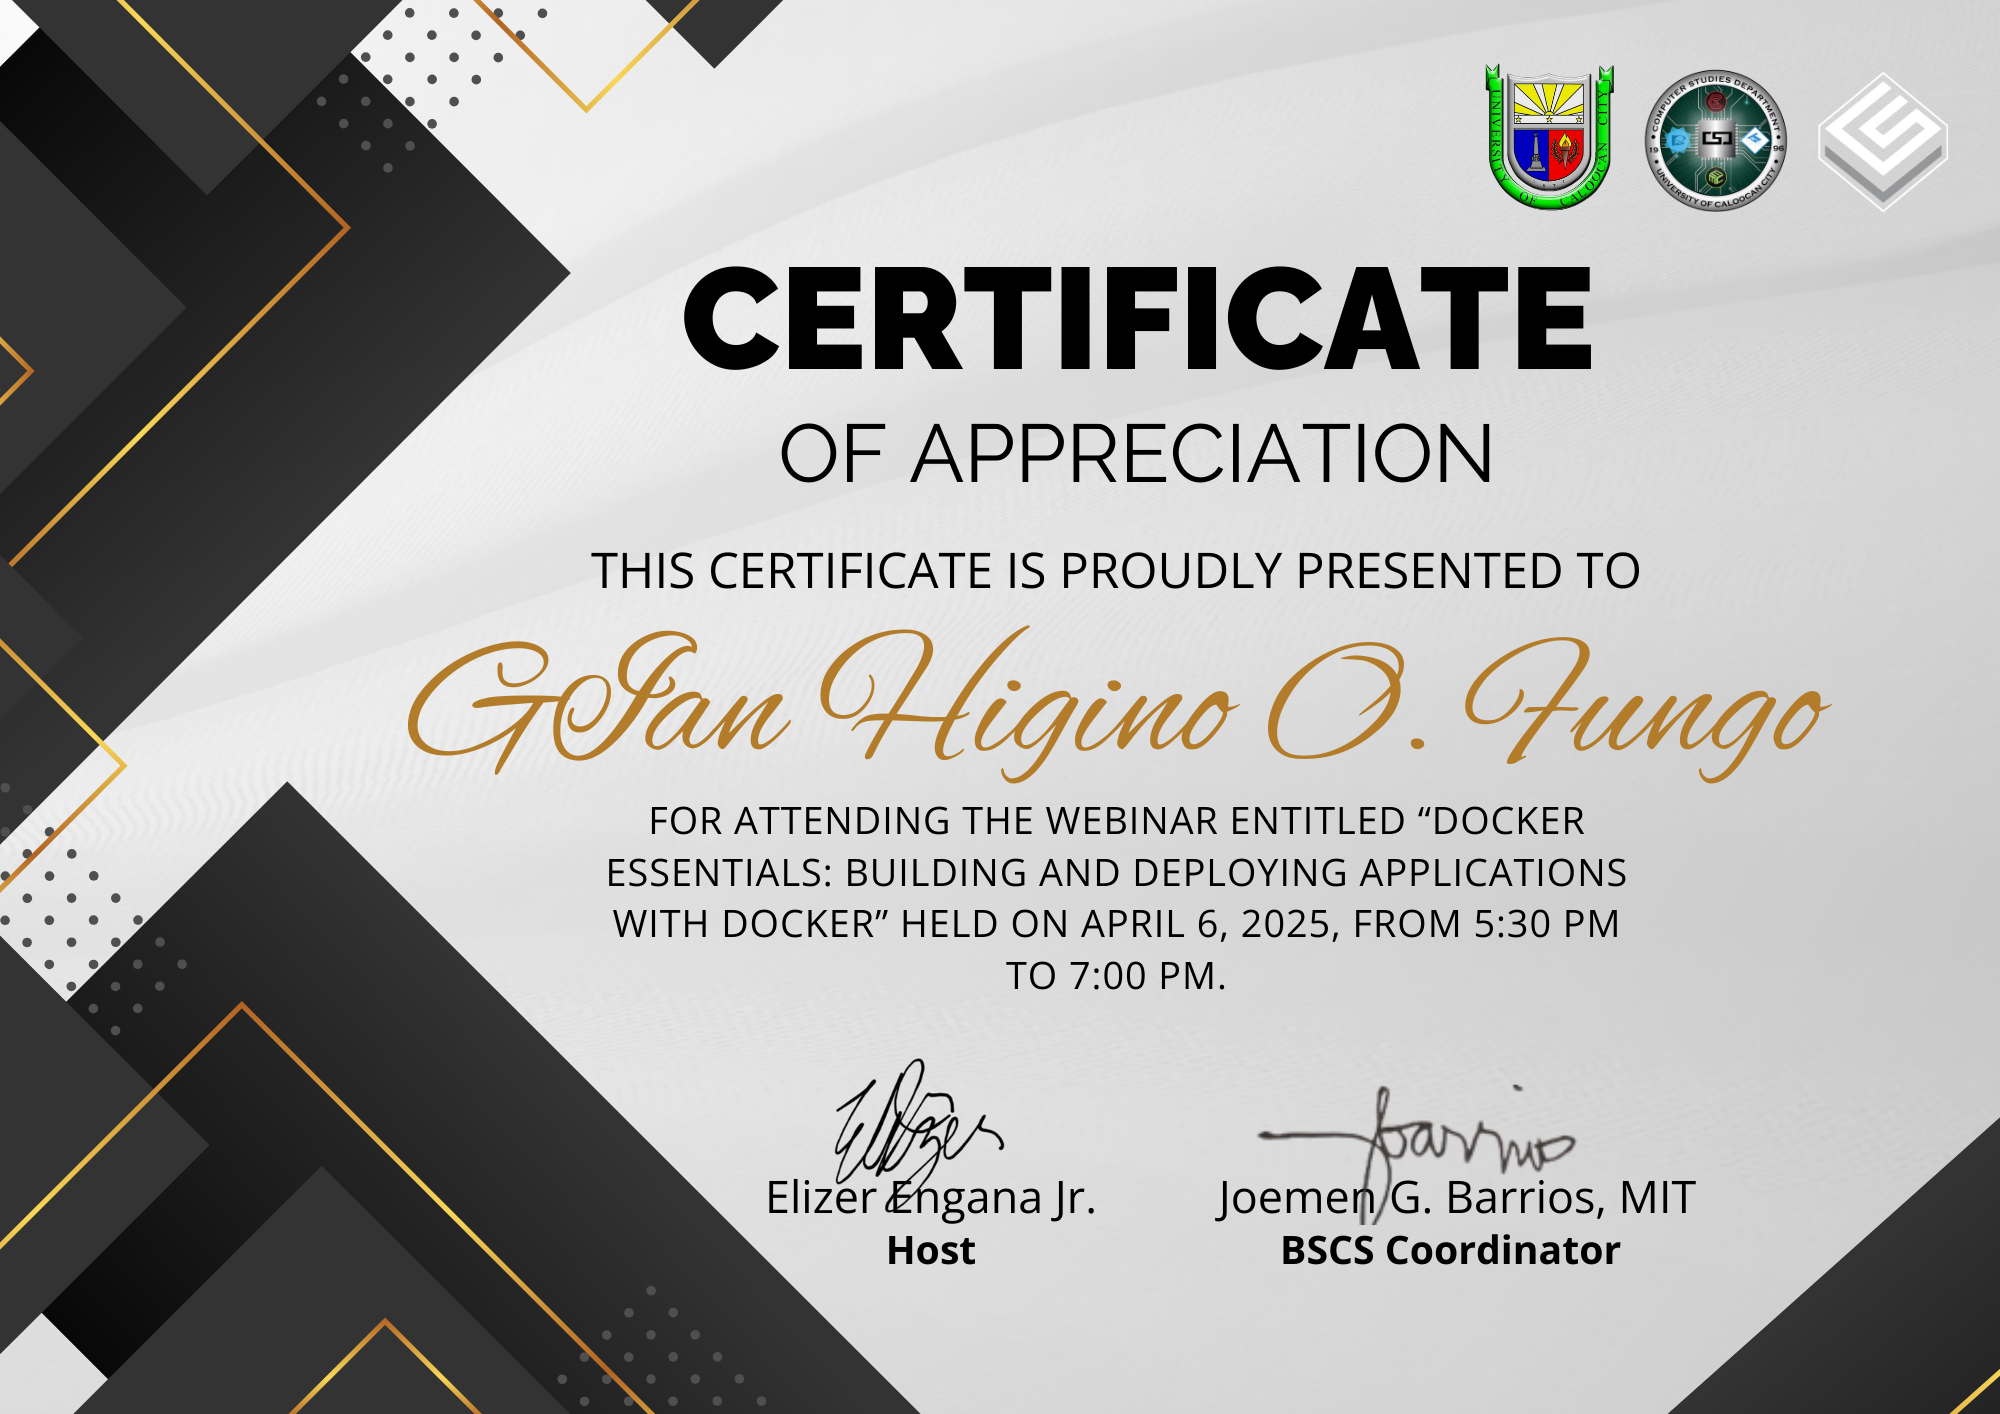 UNIVERSITY OF CALOOCAN CITY
COMPUTER STUDIES DEPARTMENT
19 96
CSD
UNIVERSITY OF CALOOCAN CITY
CERTIFICATE
OF APPRECIATION
THIS CERTIFICATE IS PROUDLY PRESENTED TO
GIan Higino O. Fungo
FOR ATTENDING THE WEBINAR ENTITLED “DOCKER
ESSENTIALS: BUILDING AND DEPLOYING APPLICATIONS
WITH DOCKER” HELD ON APRIL 6, 2025, FROM 5:30 PM
TO 7:00 PM.
Elizer Engana Jr.
Host
Joemen G. Barrios, MIT
BSCS Coordinator